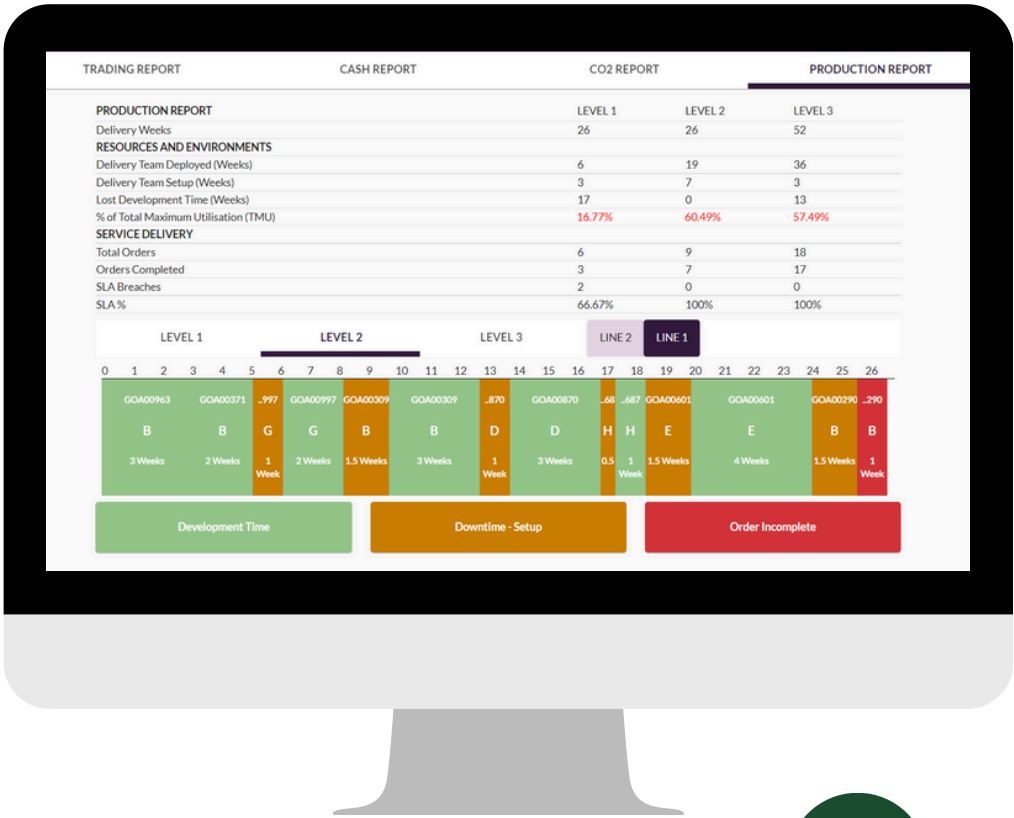 TRADING REPORT CASH REPORT CO2 REPORT PRODUCTION REPORT
PRODUCTION REPORT LEVEL 1 LEVEL 2 LEVEL 3
Delivery Weeks 26 26 52
RESOURCES AND ENVIRONMENTS
Delivery Team Deployed (Weeks) 6 19 36
Delivery Team Setup (Weeks) 3 7 3
Lost Development Time (Weeks) 17 0 13
% of Total Maximum Utilisation (TMU) 16.77% 60.49% 57.49%
SERVICE DELIVERY
Total Orders 6 9 18
Orders Completed 3 7 17
SLA Breaches 2 0 0
SLA % 66.67% 100% 100%
LEVEL 1 LEVEL 2 LEVEL 3 LINE 2 LINE 1
0 1 2 3 4 5 6 7 8 9 10 11 12 13 14 15 16 17 18 19 20 21 22 23 24 25 26
GOA00963 GOA00371 ..997 GOA00997 GOA00309 GOA00309 ..870 GOA00870 ..68 ..687 GOA00601 GOA00601 GOA00290 ..290
B B G G B B D D H H E E B B
3 Weeks 2 Weeks 1 Week 2 Weeks 1.5 Weeks 3 Weeks 1 Week 3 Weeks 0.5 1 Week 1.5 Weeks 4 Weeks 1.5 Weeks 1 Week
Development Time Downtime - Setup Order Incomplete